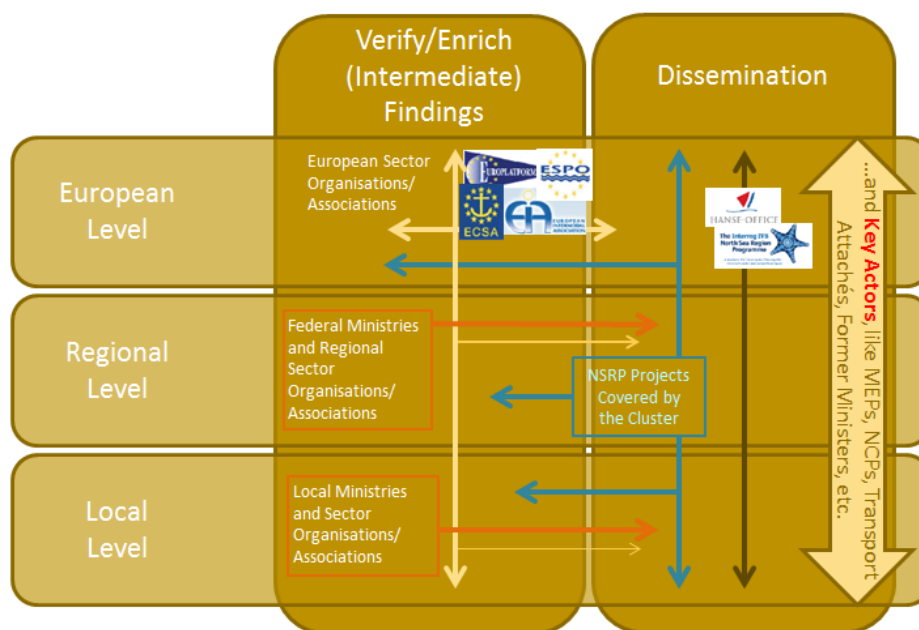 Verify/Enrich
(Intermediate)
Findings
Dissemination
European
Level
European Sector
Organisations/
Associations
EUROPLATFORM
ESPO
ECSA
EIA
EUROPEAN
INTERMODAL
ASSOCIATION
HANSE-OFFICE
The Interreg IVB
North Sea Region
Programme
Regional
Level
Federal Ministries
and Regional
Sector
Organisations/
Associations
NSRP Projects
Covered by
the Cluster
Local
Level
Local Ministries
and Sector
Organisations/
Associations
...and Key Actors, like MEPs, NCPs, Transport
Attachés, Former Ministers, etc.